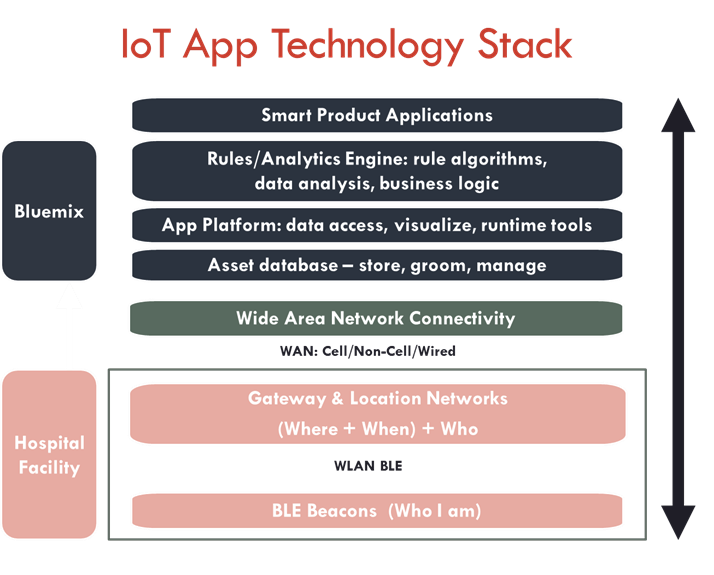 IoT App Technology Stack
Smart Product Applications
Bluemix
Rules/Analytics Engine: rule algorithms,
data analysis, business logic
App Platform: data access, visualize, runtime tools
Asset database – store, groom, manage
Wide Area Network Connectivity
WAN: Cell/Non-Cell/Wired
Hospital
Facility
Gateway & Location Networks
(Where + When) + Who
WLAN BLE
BLE Beacons (Who I am)